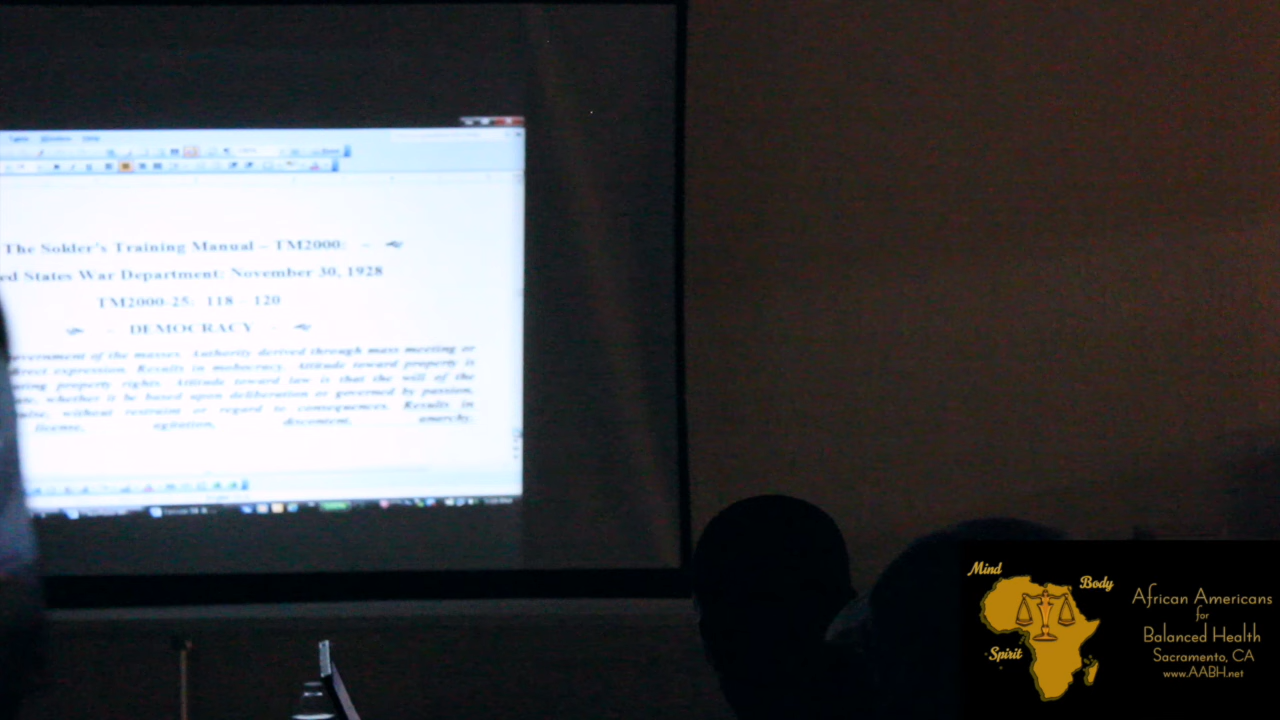 The Solder's Training Manual – TM2000:
ed States War Department: November 30, 1928
TM2000-25: 118 – 120
DEMOCRACY
overnment of the masses. Authority derived through mass meeting or
direct expression. Results in mobocracy. Attitude toward property is
property rights. Attitude toward law is that the will of the
whether it be based upon deliberation or governed by passion,
without restraint or regard to consequences. Results in
license, agitation, discontent, anarchy.
Mind
Body
Spirit
African Americans
for
Balanced Health
Sacramento, CA
www.AABH.net